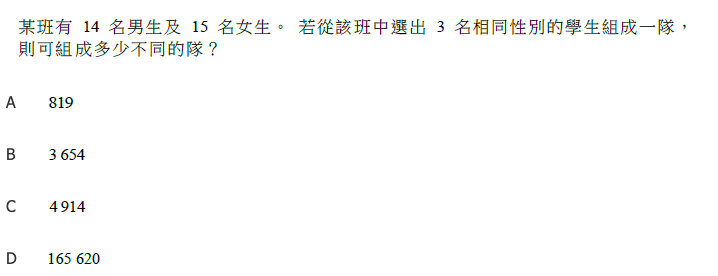 某班有 14 名男生及 15 名女生。 若從該班中選出 3 名相同性別的學生組成一隊，
則可組成多少不同的隊？
A 819
B 3 654
C 4 914
D 165 620